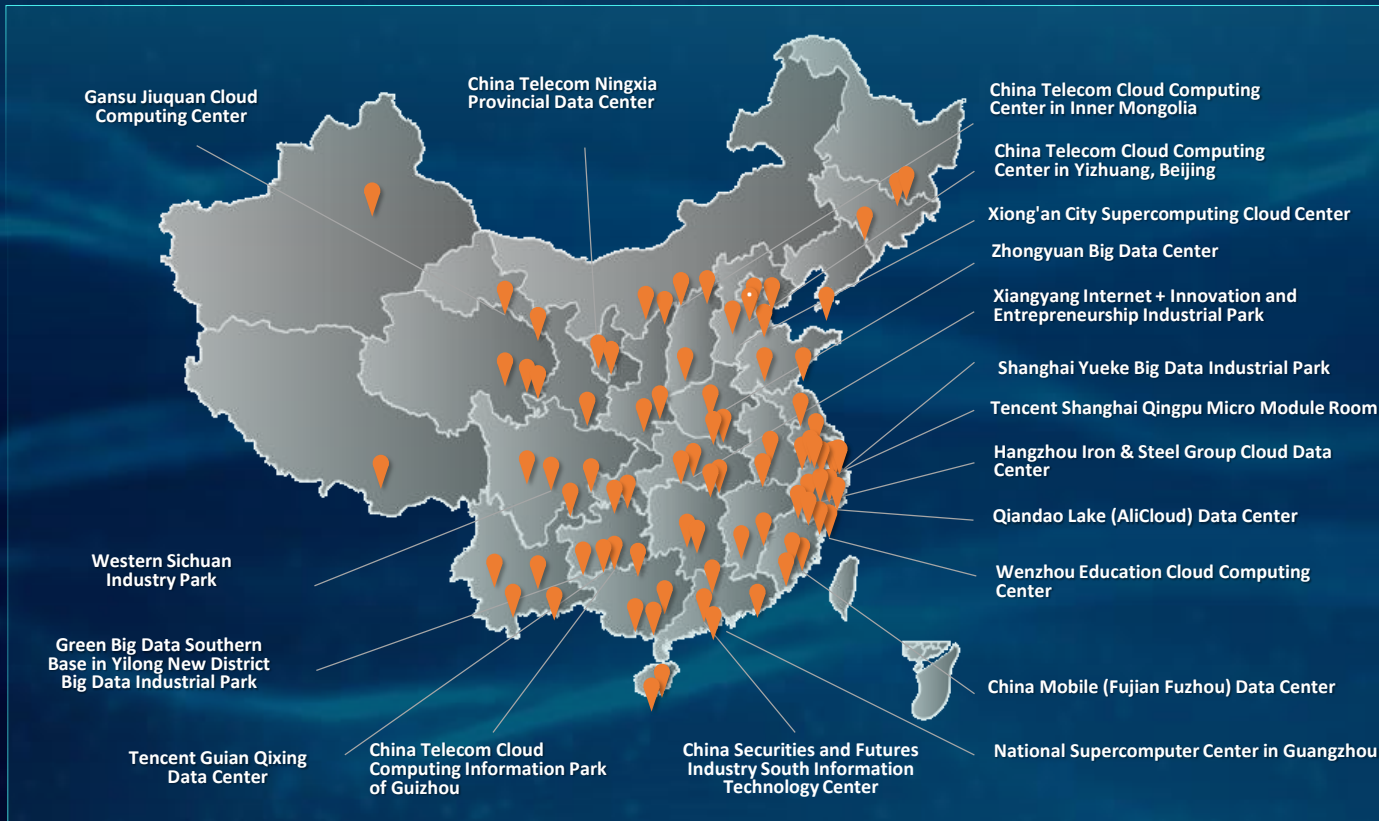 Gansu Jiuquan Cloud
Computing Center
China Telecom Ningxia
Provincial Data Center
China Telecom Cloud Computing
Center in Inner Mongolia
China Telecom Cloud Computing
Center in Yizhuang, Beijing
Xiong'an City Supercomputing Cloud Center
Zhongyuan Big Data Center
Xiangyang Internet + Innovation and
Entrepreneurship Industrial Park
Shanghai Yueke Big Data Industrial Park
Tencent Shanghai Qingpu Micro Module Room
Hangzhou Iron & Steel Group Cloud Data
Center
Qiandao Lake (AliCloud) Data Center
Wenzhou Education Cloud Computing
Center
China Mobile (Fujian Fuzhou) Data Center
National Supercomputer Center in Guangzhou
Western Sichuan
Industry Park
Green Big Data Southern
Base in Yilong New District
Big Data Industrial Park
Tencent Guian Qixing
Data Center
China Telecom Cloud
Computing Information Park
of Guizhou
China Securities and Futures
Industry South Information
Technology Center